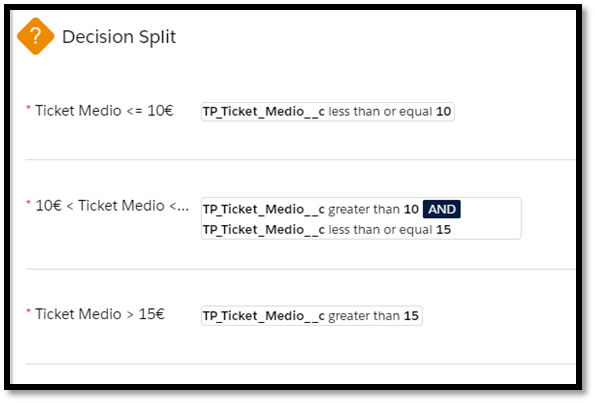 ? Decision Split
* Ticket Medio <= 10€ TP_Ticket_Medio__c less than or equal 10
* 10€ < Ticket Medio <... TP_Ticket_Medio__c greater than 10 AND
TP_Ticket_Medio__c less than or equal 15
* Ticket Medio > 15€ TP_Ticket_Medio__c greater than 15